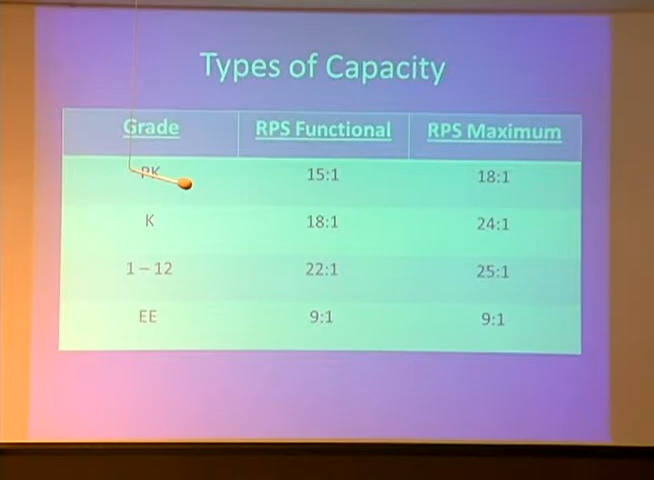 Types of Capacity
Grade RPS Functional RPS Maximum
PK 15:1 18:1
K 18:1 24:1
1 – 12 22:1 25:1
EE 9:1 9:1